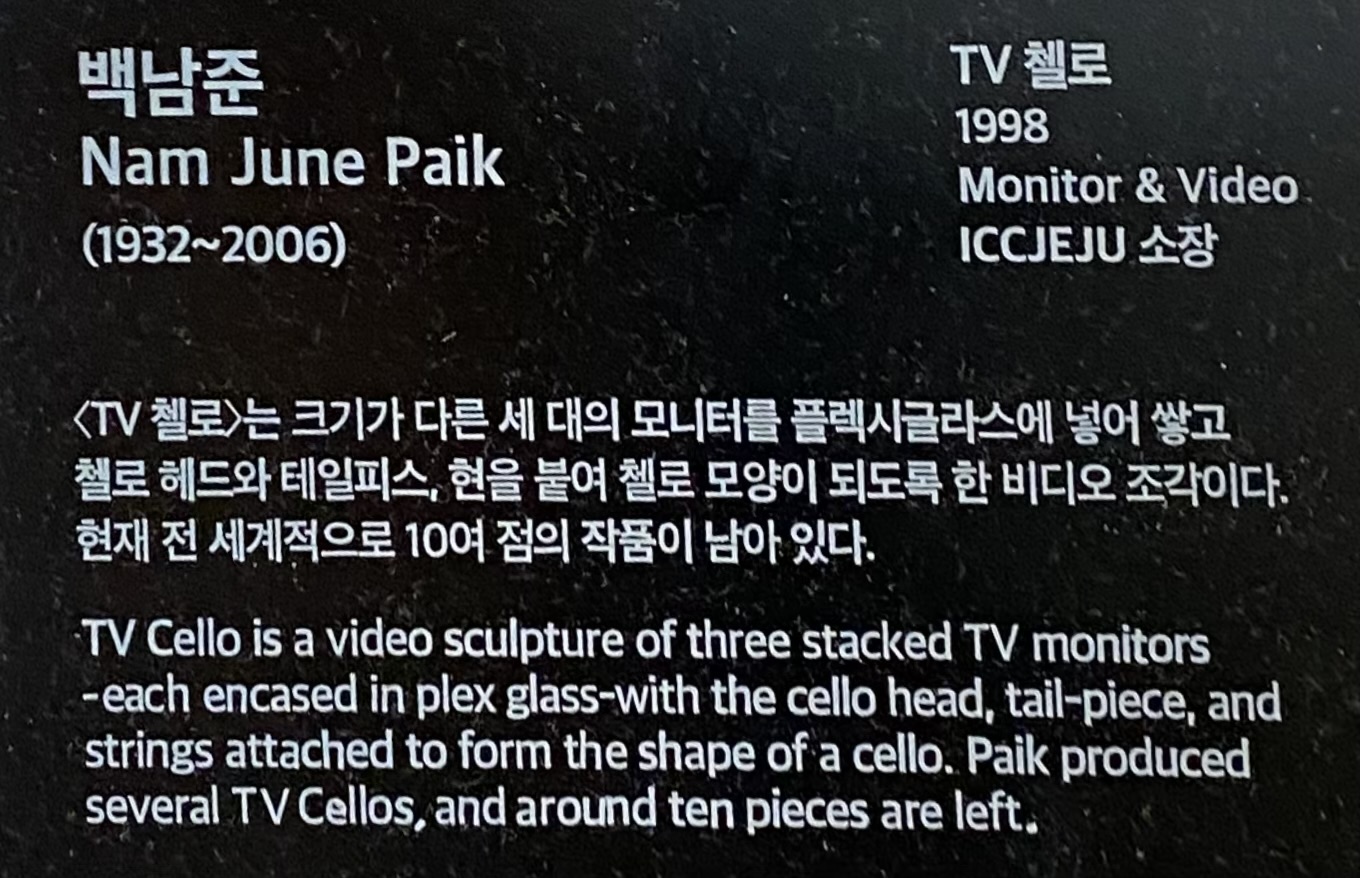 백남준
Nam June Paik
(1932~2006)
TV 첼로
1998
Monitor & Video
ICCJEJU 소장
〈TV 첼로〉는 크기가 다른 세 대의 모니터를 플렉시글라스에 넣어 쌓고
첼로 헤드와 테일피스, 현을 붙여 첼로 모양이 되도록 한 비디오 조각이다.
현재 전 세계적으로 10여 점의 작품이 남아 있다.
TV Cello is a video sculpture of three stacked TV monitors
-each encased in plex glass-with the cello head, tail-piece, and
strings attached to form the shape of a cello. Paik produced
several TV Cellos, and around ten pieces are left.